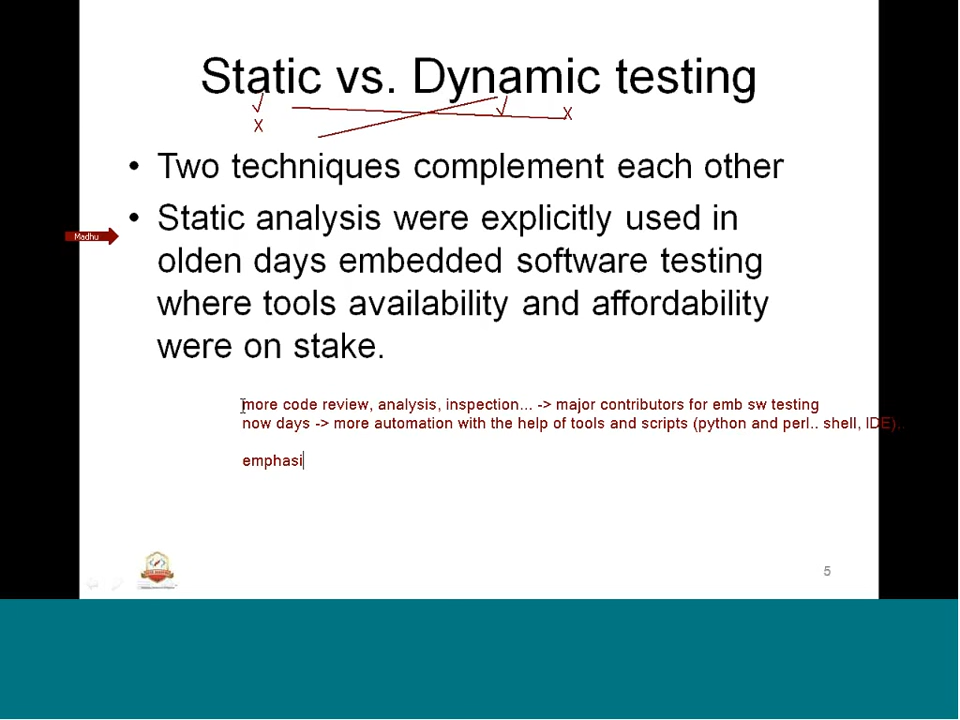 Static vs. Dynamic testing
X
X
• Two techniques complement each other
• Static analysis were explicitly used in
Madhu
olden days embedded software testing
where tools availability and affordability
were on stake.
more code review, analysis, inspection... -> major contributors for emb sw testing
now days -> more automation with the help of tools and scripts (python and perl.. shell, IDE)..
emphasi
5